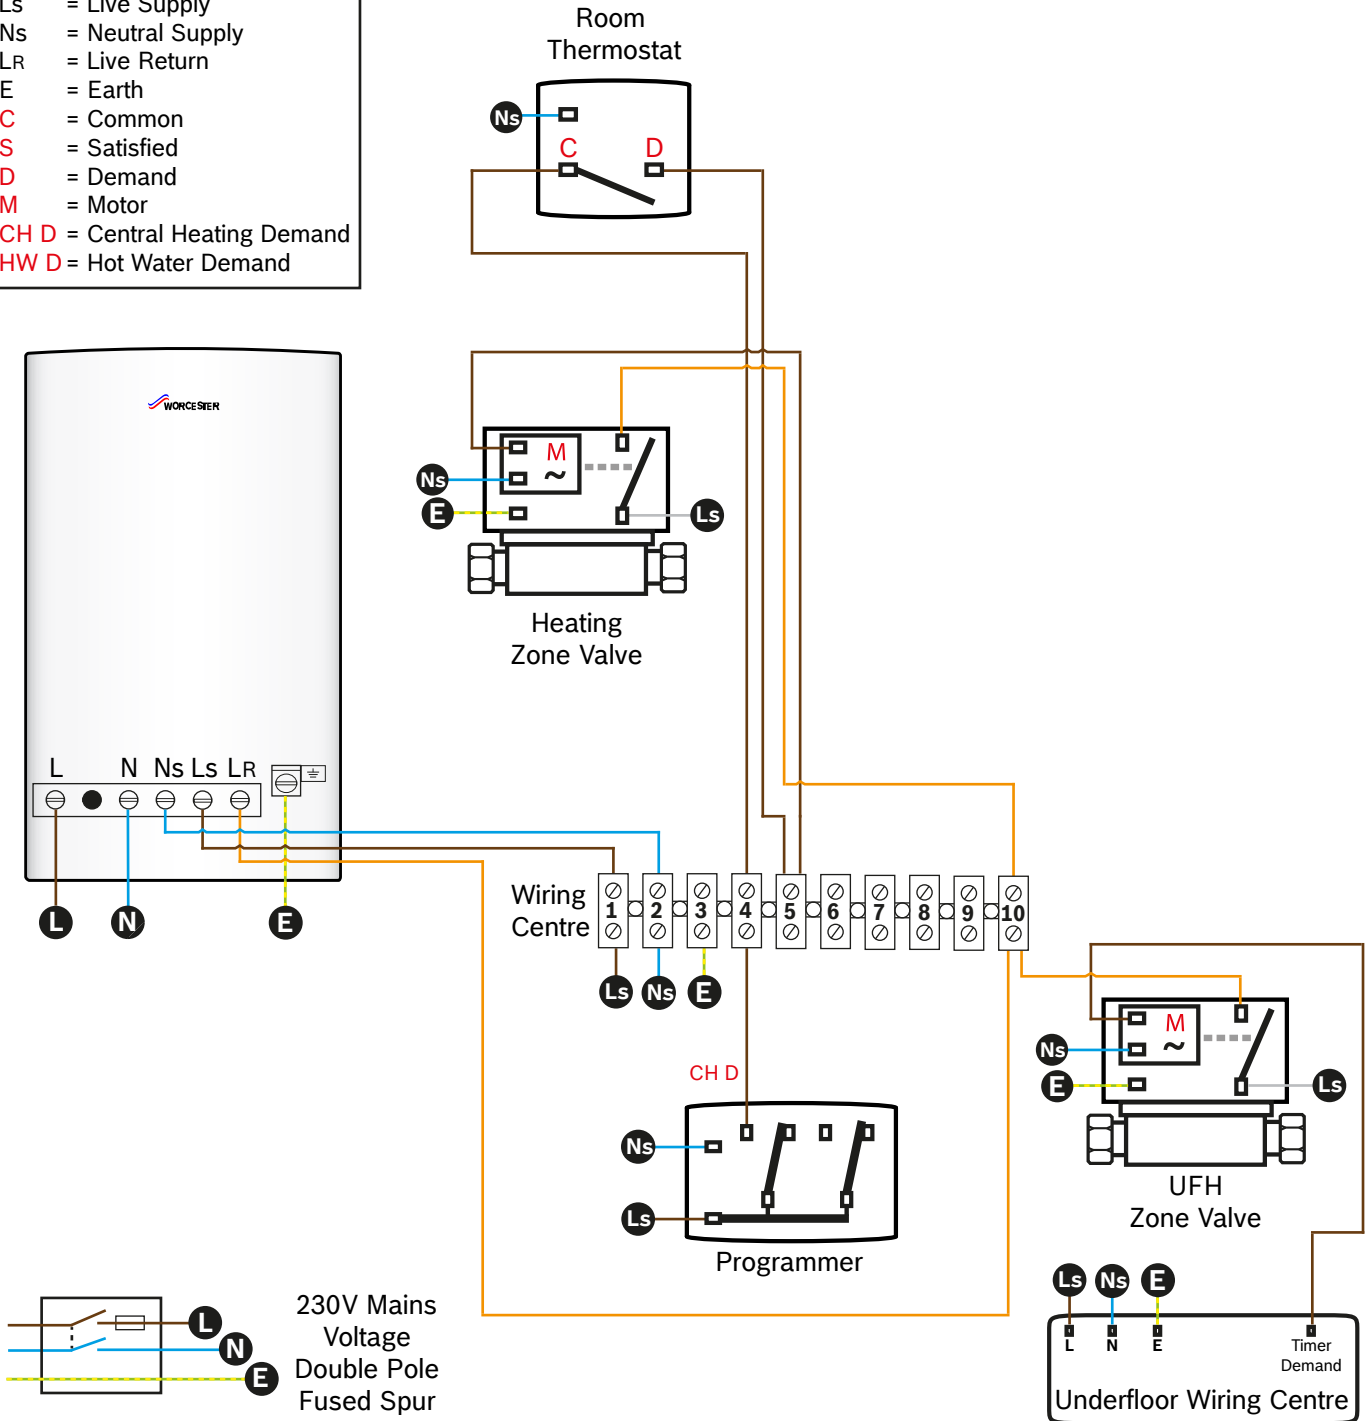 Ls = Live Supply
Ns = Neutral Supply
LR = Live Return
E = Earth
C = Common
S = Satisfied
D = Demand
M = Motor
CH D = Central Heating Demand
HW D = Hot Water Demand
Room
Thermostat
Ns
C D
WORCESTER
M
~
Ns
E
Ls
Heating
Zone Valve
L N Ns Ls LR
L N E
Wiring
Centre
1 2 3 4 5 6 7 8 9 10
Ls Ns E
CH D
Ns
Ls
Programmer
M
~
Ns
E
Ls
UFH
Zone Valve
Ls Ns E
L N E
Timer
Demand
Underfloor Wiring Centre
L
N
E
230V Mains
Voltage
Double Pole
Fused Spur